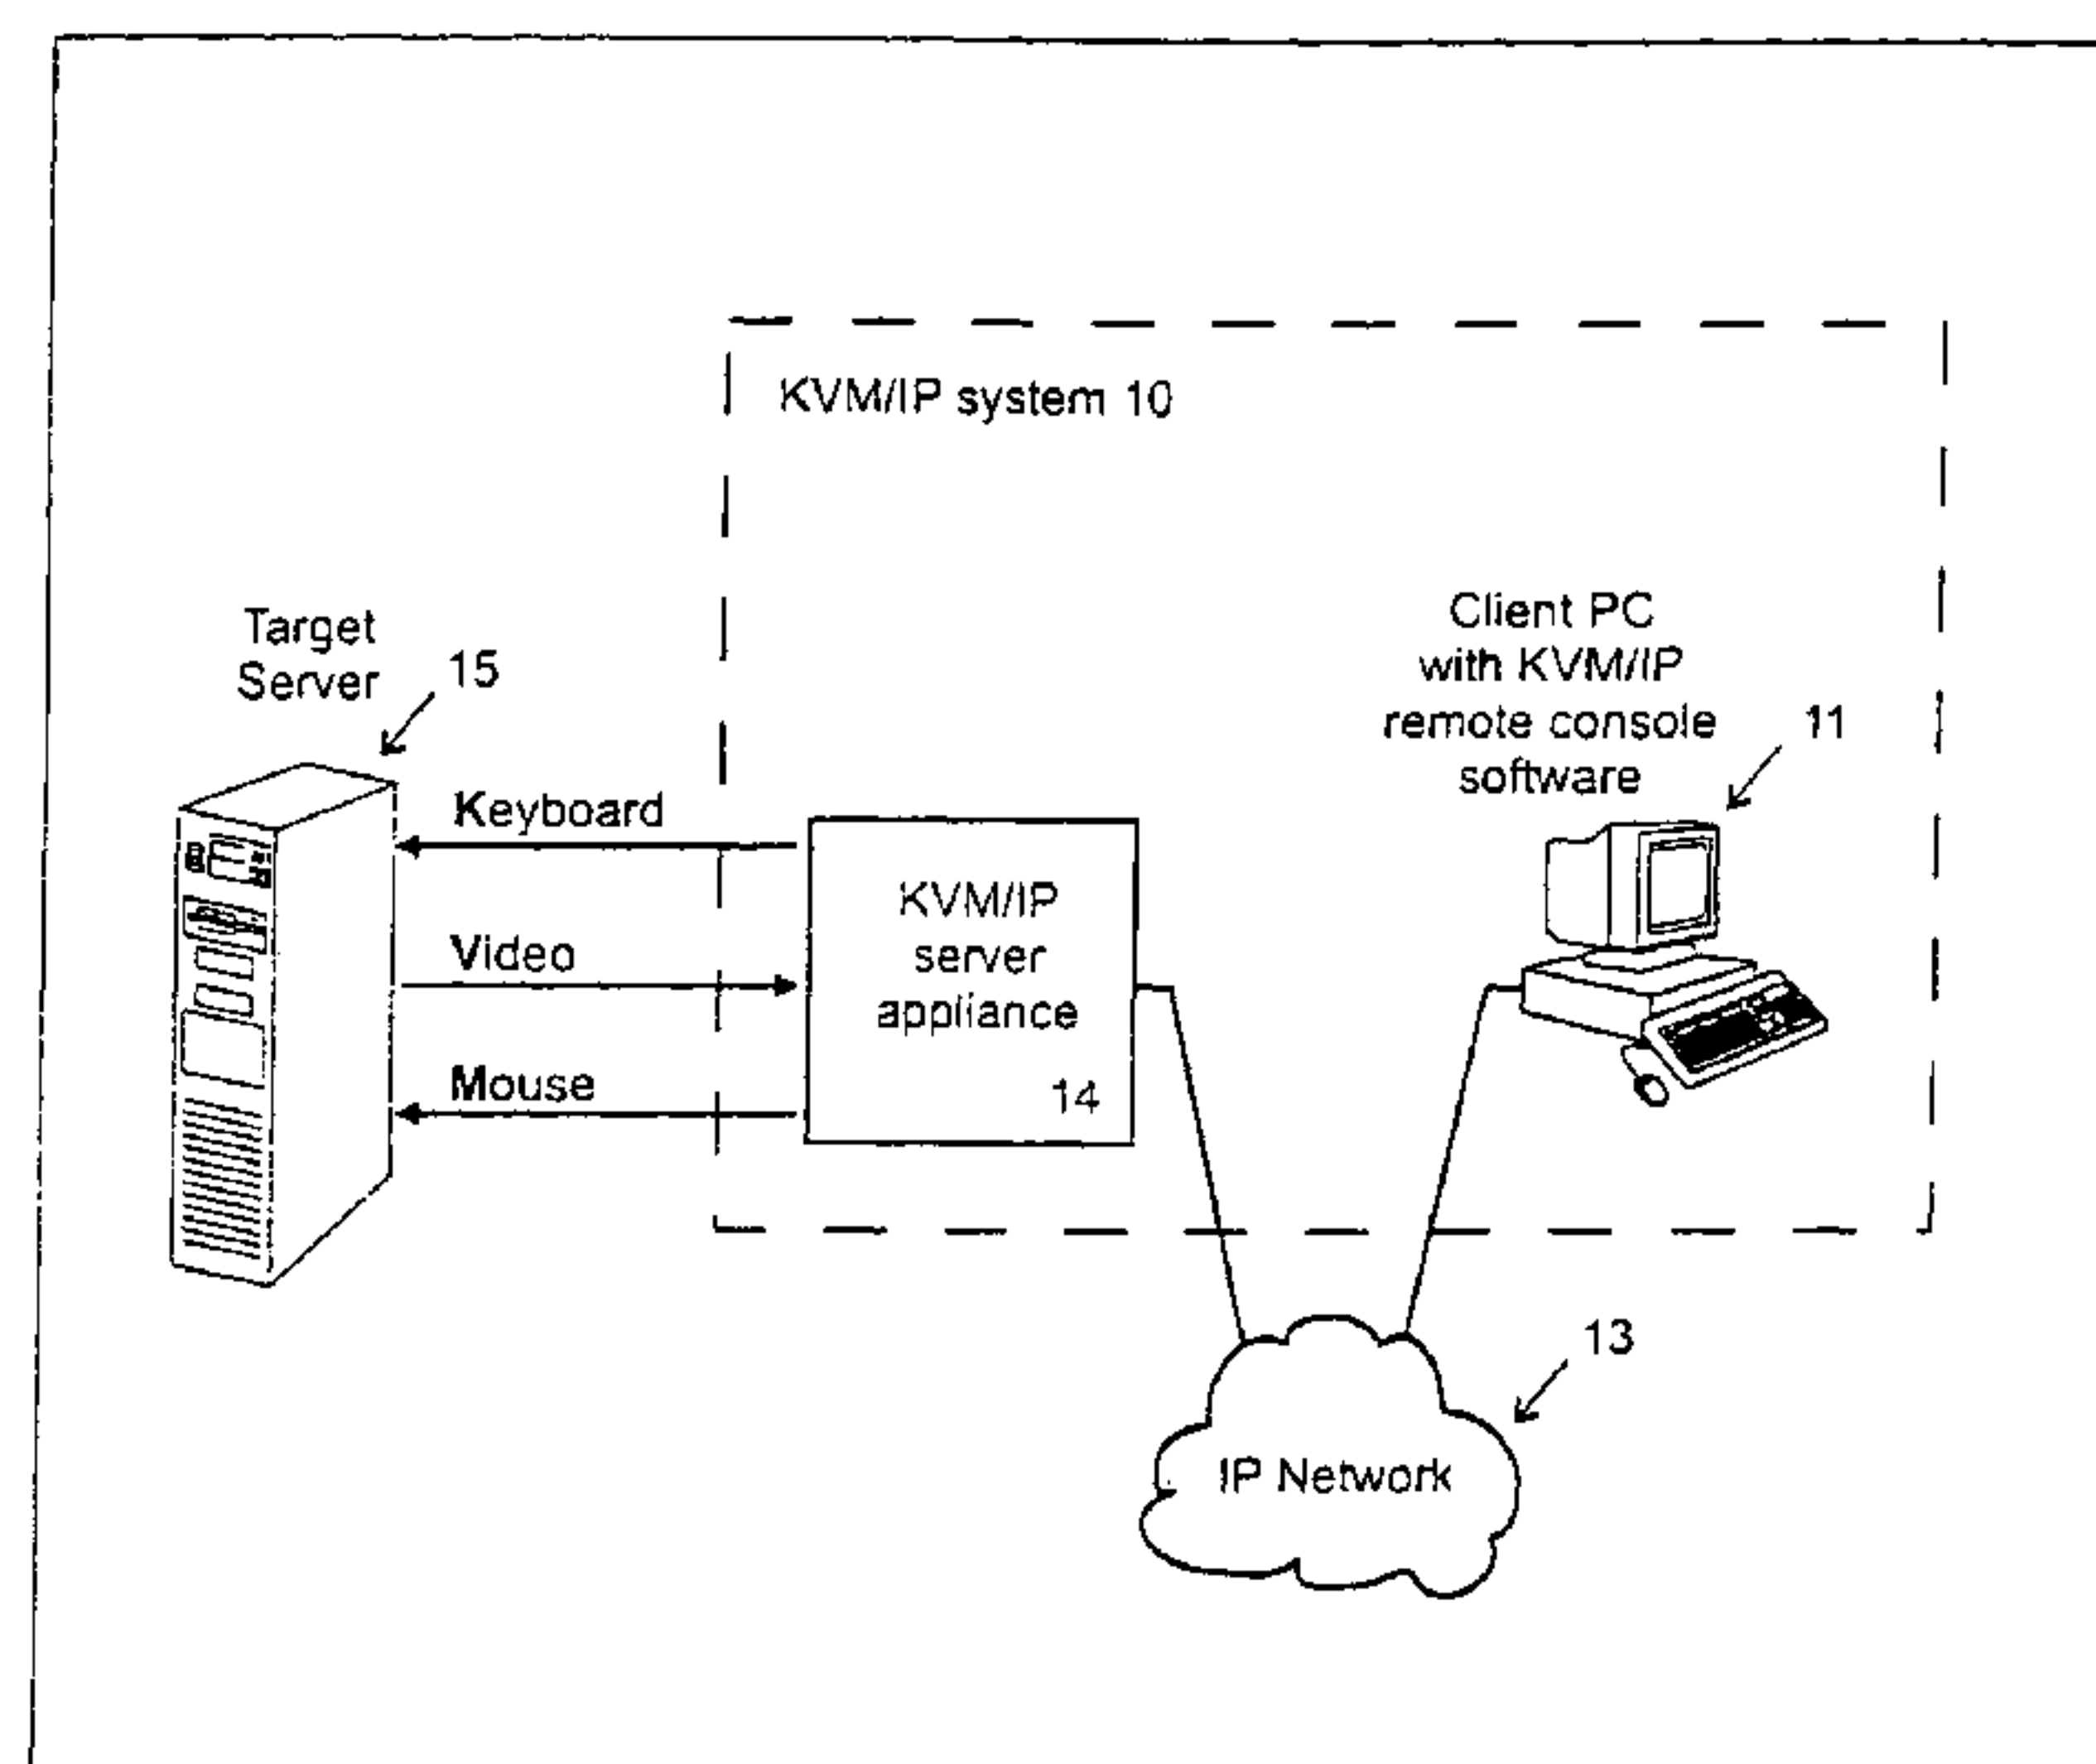 KVM/IP system 10
Target
Server
15
Client PC
with KVM/IP
remote console
software
11
Keyboard
Video
Mouse
KVM/IP
server
appliance
14
13
IP Network